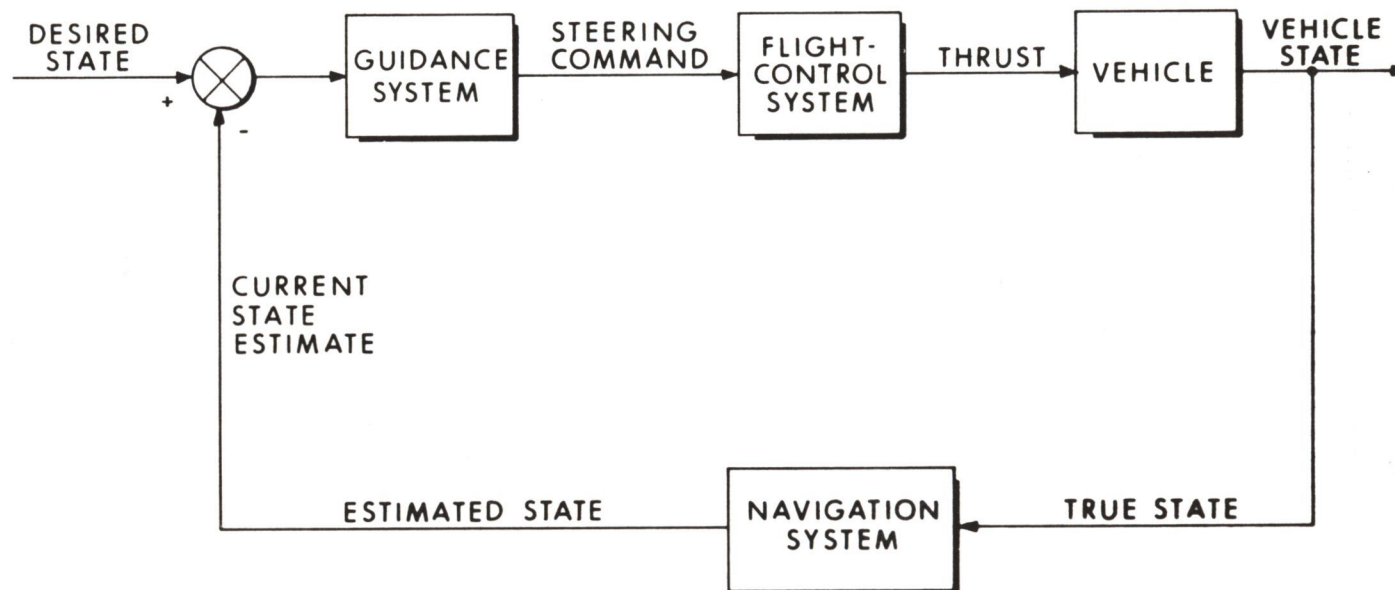 DESIRED
STATE
+
-
GUIDANCE
SYSTEM
STEERING
COMMAND
FLIGHT-
CONTROL
SYSTEM
THRUST
VEHICLE
VEHICLE
STATE
CURRENT
STATE
ESTIMATE
ESTIMATED STATE
NAVIGATION
SYSTEM
TRUE STATE